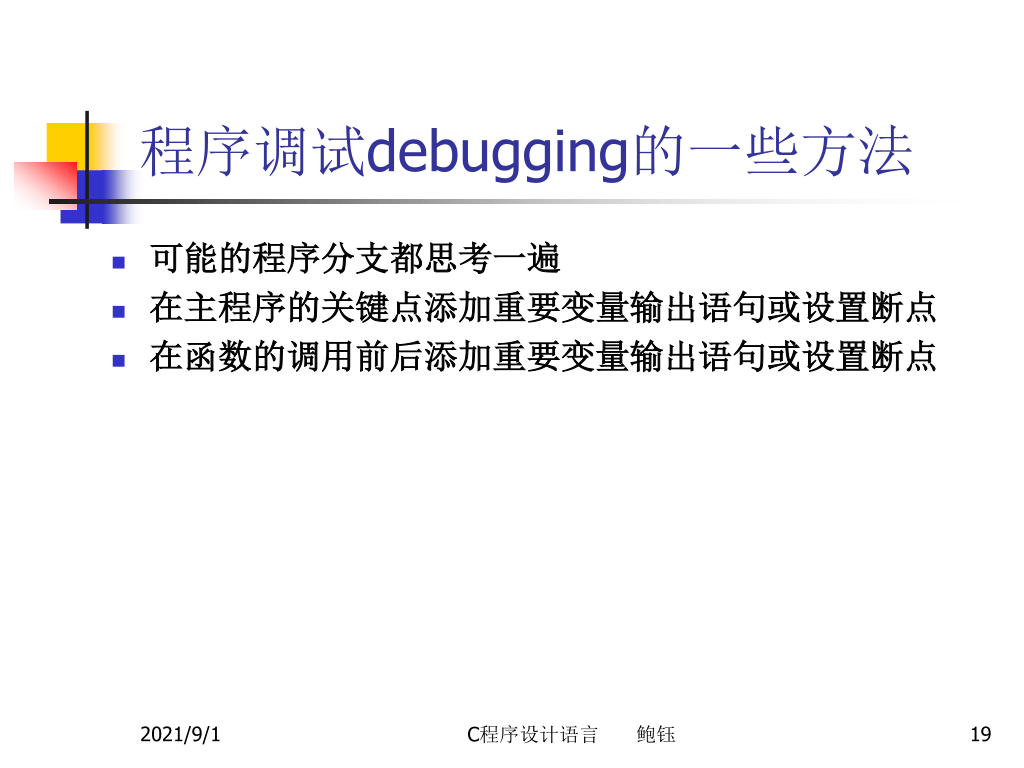 程序调试debugging的一些方法
可能的程序分支都思考一遍
在主程序的关键点添加重要变量输出语句或设置断点
在函数的调用前后添加重要变量输出语句或设置断点
2021/9/1
C程序设计语言 鲍钰
19